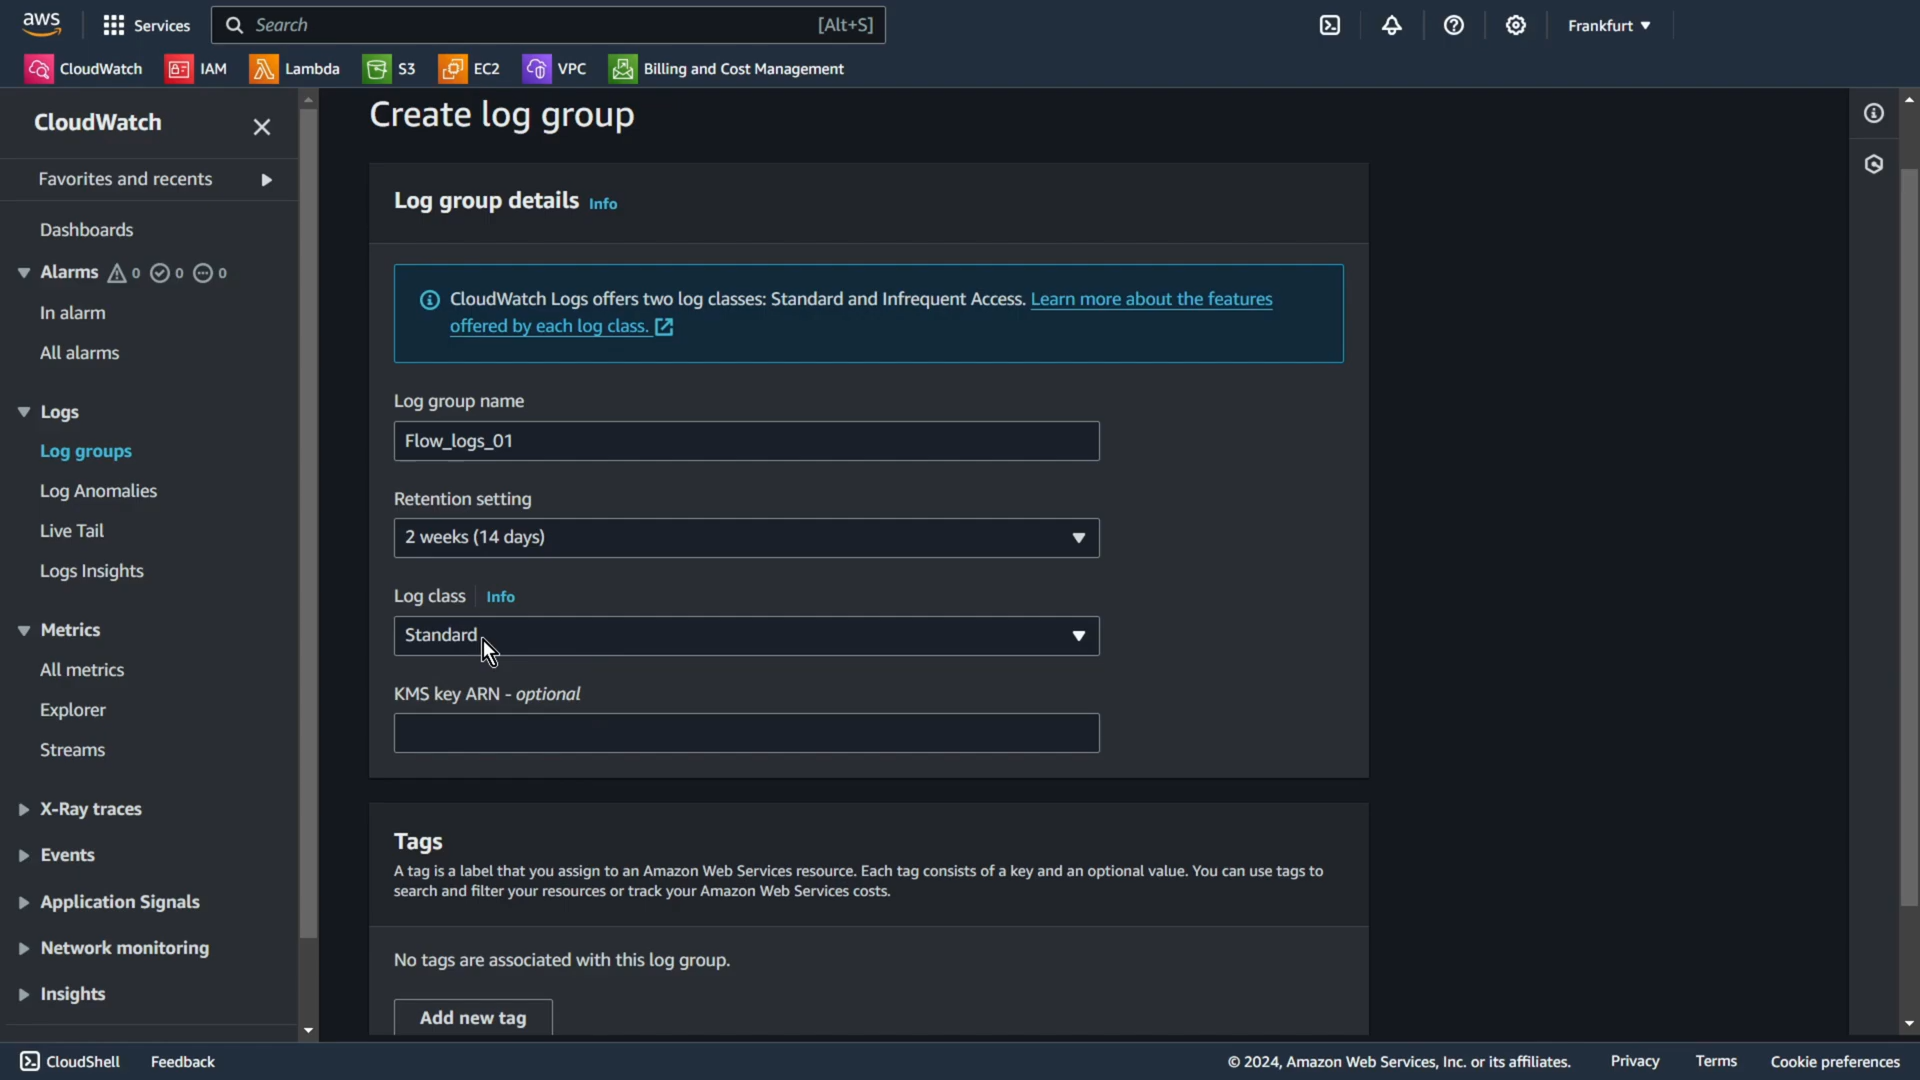 aws
Services
Search
[Alt+S]
Frankfurt
CloudWatch
IAM
Lambda
S3
EC2
VPC
Billing and Cost Management
CloudWatch
Favorites and recents
Dashboards
Alarms 0 0 0
In alarm
All alarms
Logs
Log groups
Log Anomalies
Live Tail
Logs Insights
Metrics
All metrics
Explorer
Streams
X-Ray traces
Events
Application Signals
Network monitoring
Insights
Create log group
Log group details Info
CloudWatch Logs offers two log classes: Standard and Infrequent Access. Learn more about the features
offered by each log class.
Log group name
Flow_logs_01
Retention setting
2 weeks (14 days)
Log class Info
Standard
KMS key ARN - optional
Tags
A tag is a label that you assign to an Amazon Web Services resource. Each tag consists of a key and an optional value. You can use tags to
search and filter your resources or track your Amazon Web Services costs.
No tags are associated with this log group.
Add new tag
CloudShell
Feedback
© 2024, Amazon Web Services, Inc. or its affiliates.
Privacy
Terms
Cookie preferences